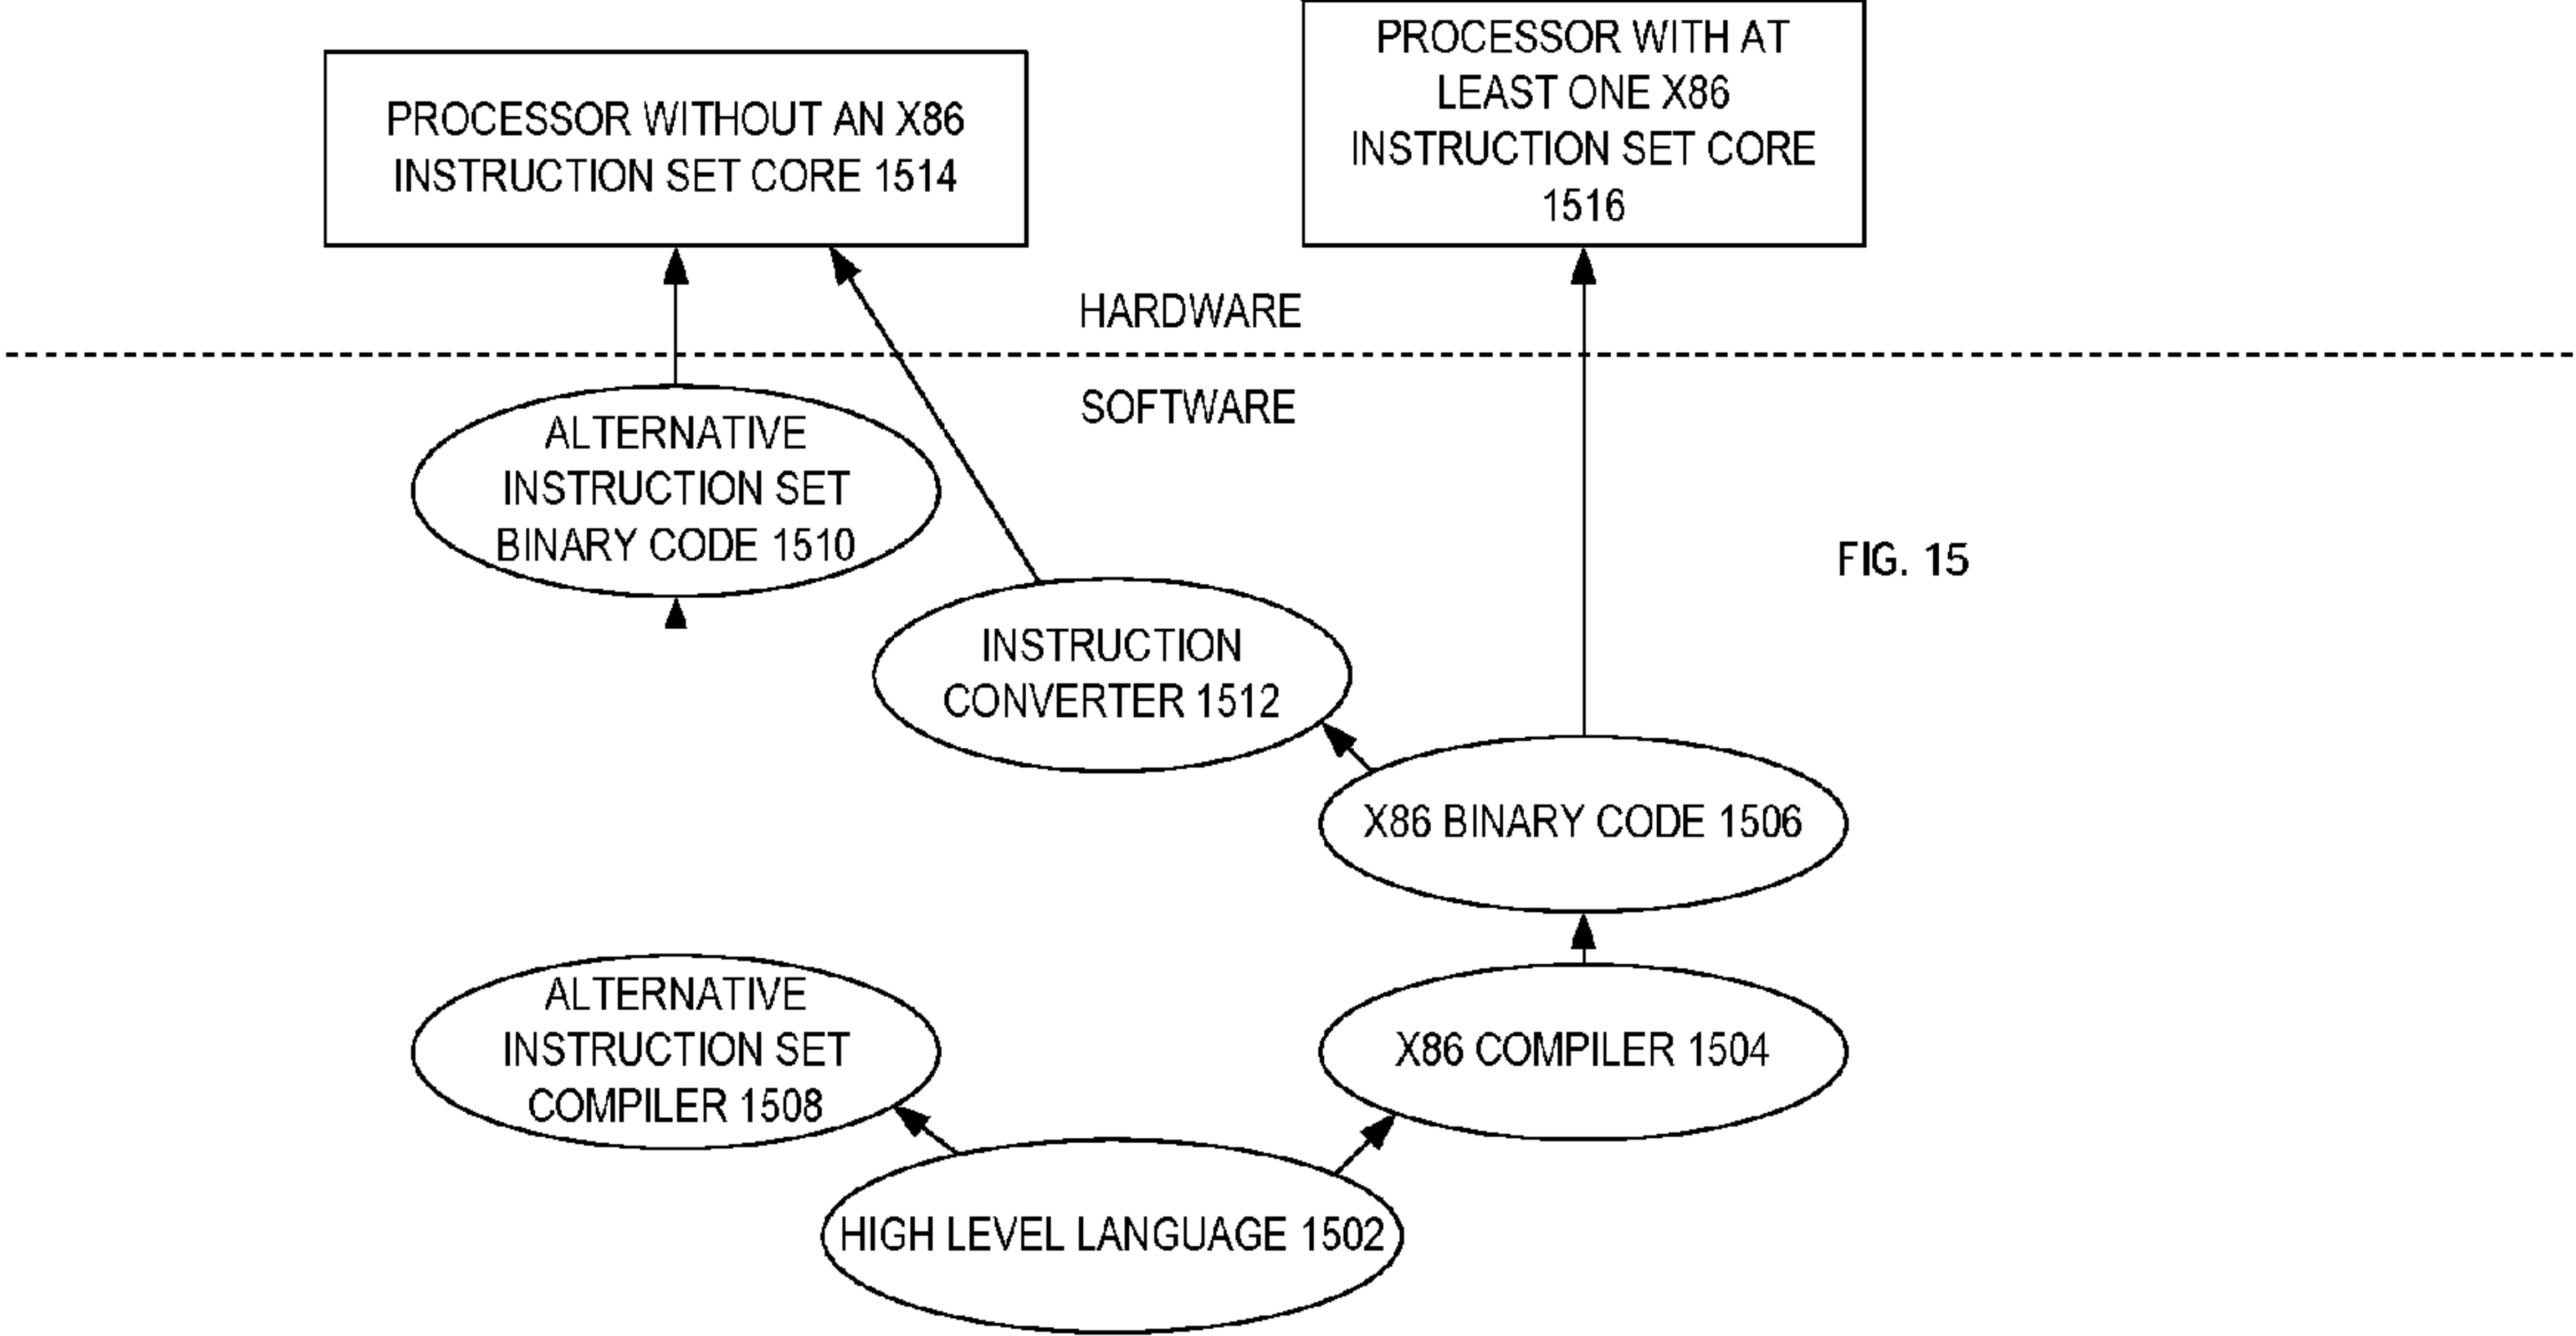 PROCESSOR WITHOUT AN X86
INSTRUCTION SET CORE 1514
PROCESSOR WITH AT
LEAST ONE X86
INSTRUCTION SET CORE
1516
HARDWARE
SOFTWARE
ALTERNATIVE
INSTRUCTION SET
BINARY CODE 1510
FIG. 15
INSTRUCTION
CONVERTER 1512
X86 BINARY CODE 1506
ALTERNATIVE
INSTRUCTION SET
COMPILER 1508
X86 COMPILER 1504
HIGH LEVEL LANGUAGE 1502